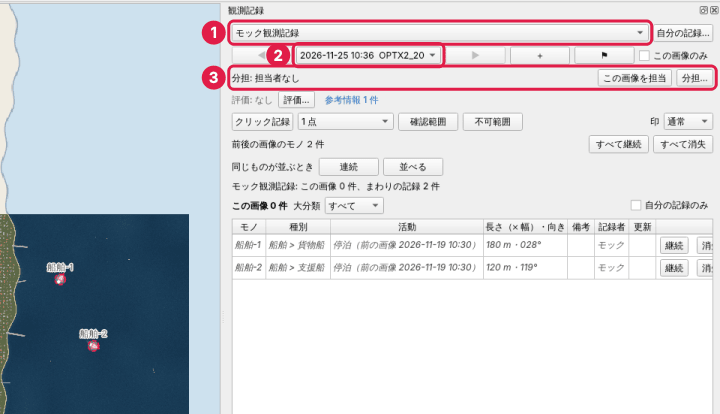 観測記録
1 モック観測記録 自分の記録...
2 2026-11-25 10:36 OPTX2_20 + この画像のみ
3 分担: 担当者なし この画像を担当 分担...
評価: なし 評価... 参考情報 1 件
クリック記録 1 点 確認範囲 不可範囲 印 通常
前後の画像のモノ 2 件 すべて継続 すべて消失
同じものが並ぶとき 連続 並べる
モック観測記録: この画像 0 件、まわりの記録 2 件
この画像 0 件 大分類 すべて 自分の記録のみ
モノ 種別 活動 長さ（× 幅）・向き 備考 記録者 更新
船舶-1 船舶 > 貨物船 停泊（前の画像 2026-11-19 10:30） 180 m・028° モック 継続 消
船舶-2 船舶 > 支援船 停泊（前の画像 2026-11-19 10:30） 120 m・119° モック 継続 消
船舶-1
船舶-2